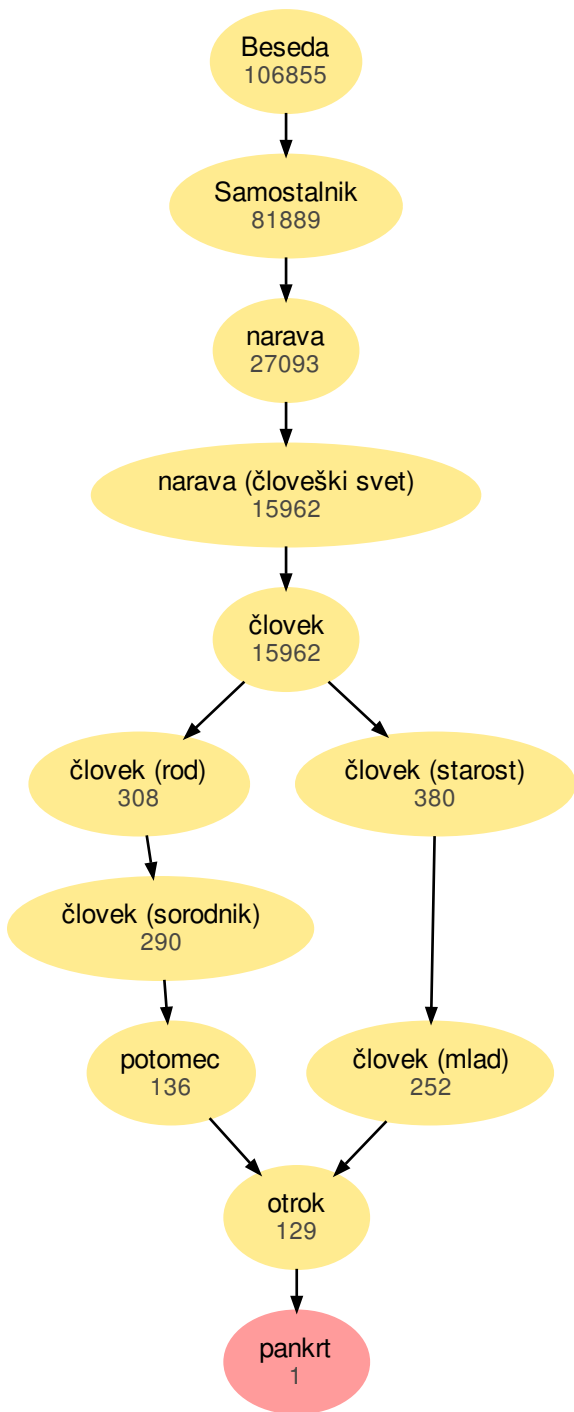 Beseda
106855
Samostalnik
81889
narava
27093
narava (človeški svet)
15962
človek
15962
človek (rod)
308
človek (starost)
380
človek (sorodnik)
290
potomec
136
človek (mlad)
252
otrok
129
pankrt
1